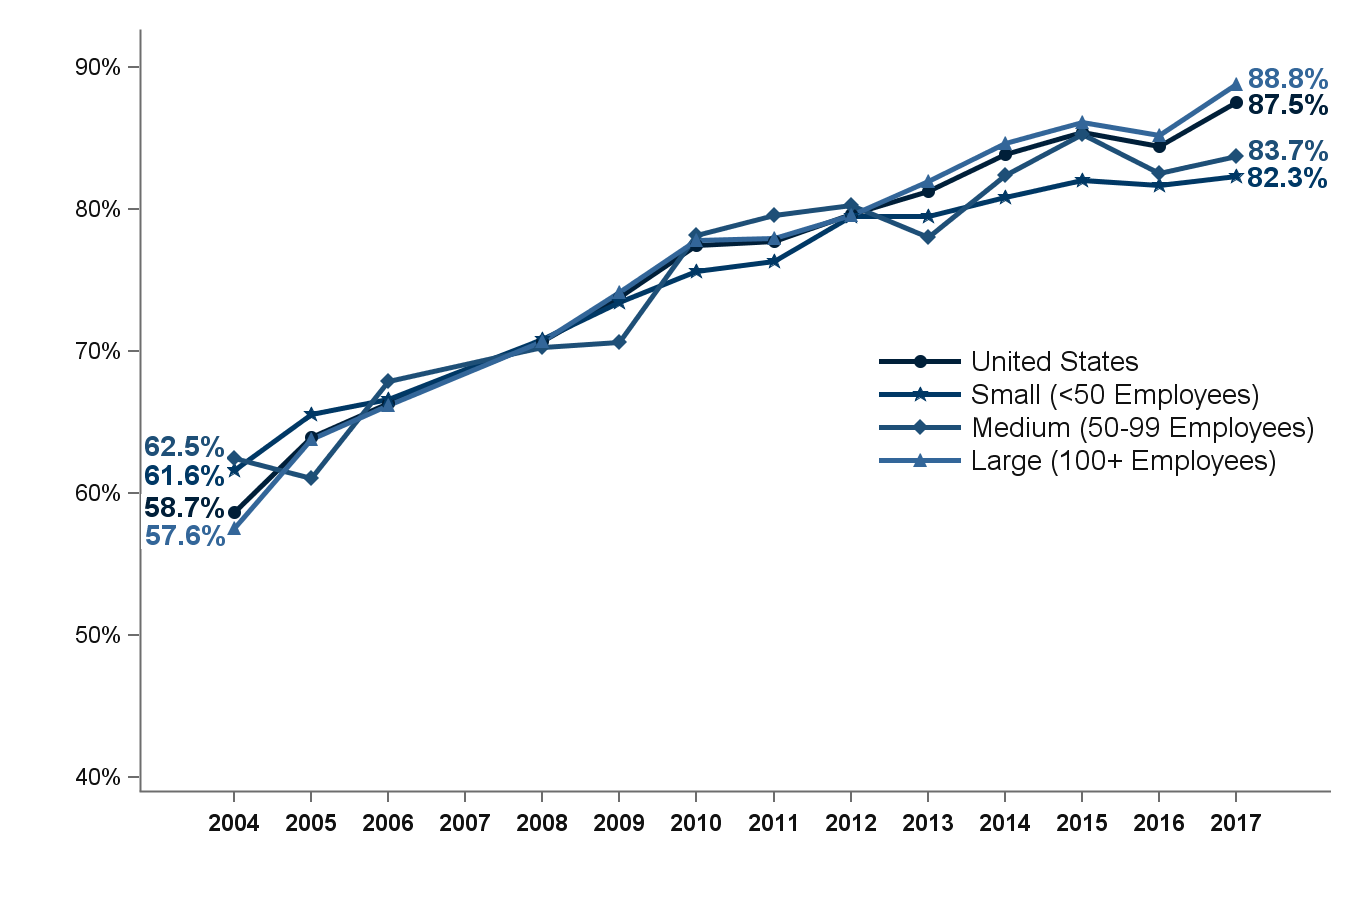 90%
80%
70%
60%
50%
40%
88.8%
87.5%
83.7%
82.3%
62.5%
61.6%
58.7%
57.6%
United States
Small (<50 Employees)
Medium (50-99 Employees)
Large (100+ Employees)
2004 2005 2006 2007 2008 2009 2010 2011 2012 2013 2014 2015 2016 2017